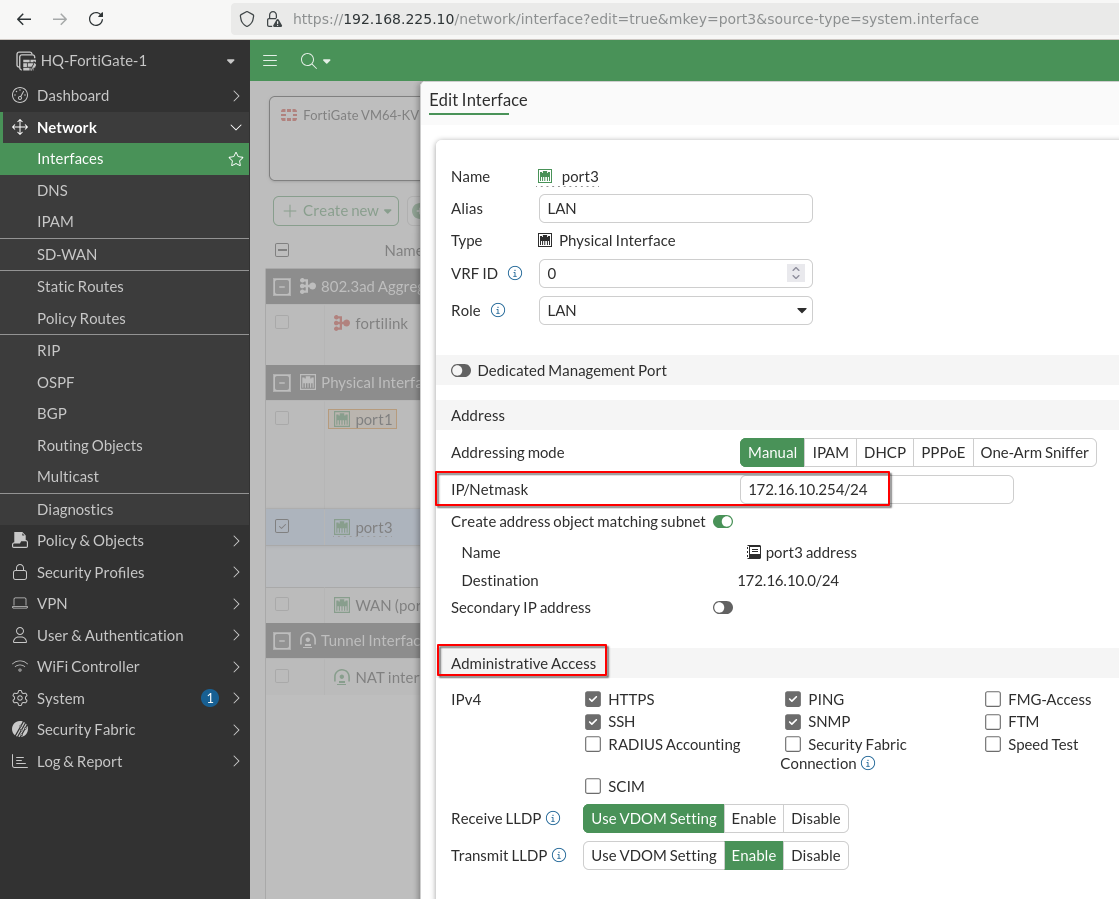 https://192.168.225.10/network/interface?edit=true&mkey=port3&source-type=system.interface
HQ-FortiGate-1
Dashboard
Network
Interfaces
DNS
IPAM
SD-WAN
Static Routes
Policy Routes
RIP
OSPF
BGP
Routing Objects
Multicast
Diagnostics
Policy & Objects
Security Profiles
VPN
User & Authentication
WiFi Controller
System 1
Security Fabric
Log & Report
FortiGate VM64-KV
Create new
Name
802.3ad Aggreg
fortilink
Physical Interfa
port1
port3
WAN (por
Tunnel Interfac
NAT inter
Edit Interface
Name port3
Alias LAN
Type Physical Interface
VRF ID 0
Role LAN
Dedicated Management Port
Address
Addressing mode Manual IPAM DHCP PPPoE One-Arm Sniffer
IP/Netmask 172.16.10.254/24
Create address object matching subnet
Name port3 address
Destination 172.16.10.0/24
Secondary IP address
Administrative Access
IPv4 HTTPS PING FMG-Access
SSH SNMP FTM
RADIUS Accounting Security Fabric Speed Test
Connection
SCIM
Receive LLDP Use VDOM Setting Enable Disable
Transmit LLDP Use VDOM Setting Enable Disable